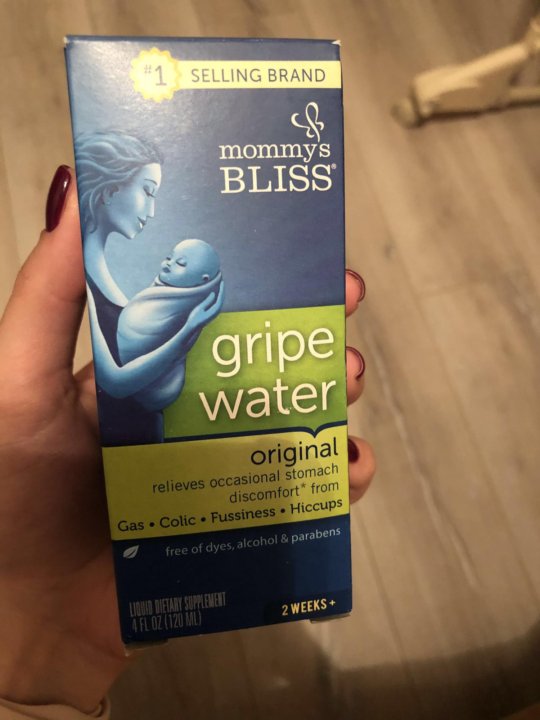 #1 SELLING BRAND
mommy's
BLISS®
gripe
water
original
relieves occasional stomach
discomfort* from
Gas • Colic • Fussiness • Hiccups
free of dyes, alcohol & parabens
LIQUID DIETARY SUPPLEMENT
4 FL OZ (120 ML)
2 WEEKS +